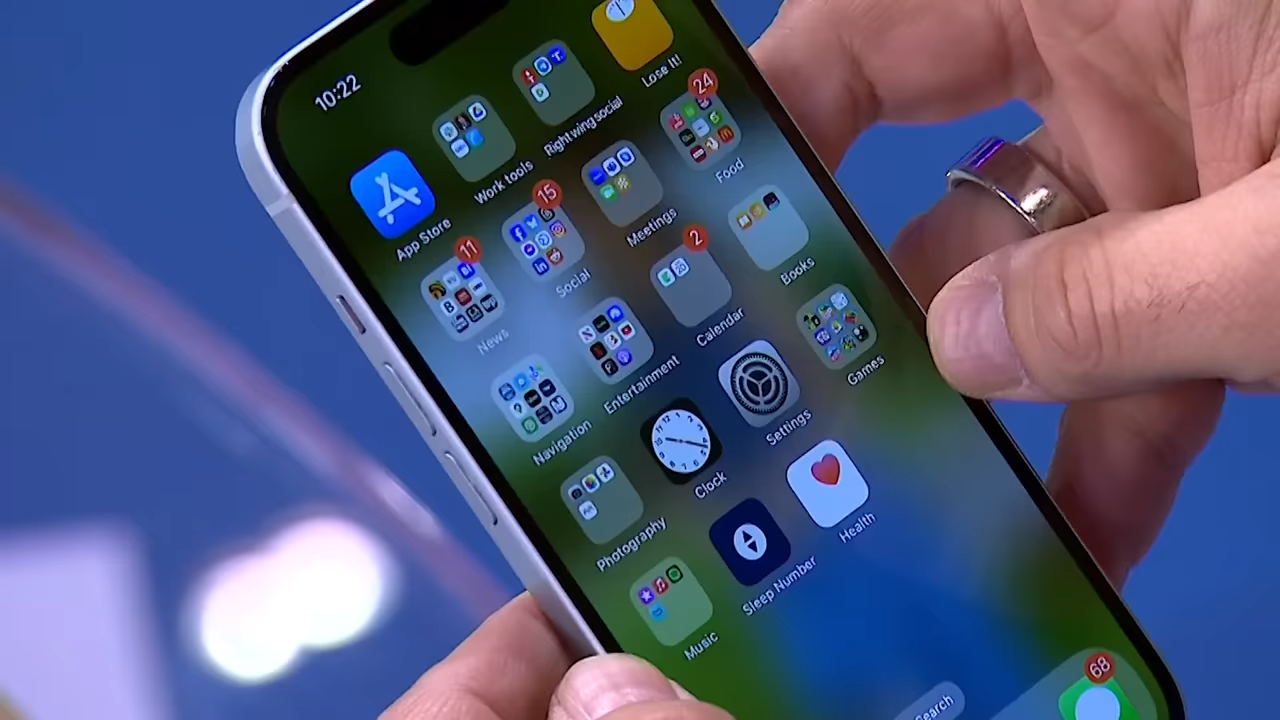 10:22
App Store
Work tools
Right wing social
Lose It!
11
News
15
Social
Meetings
24
Food
Navigation
Entertainment
2
Calendar
Books
Photography
Clock
Settings
Games
Music
Sleep Number
Health
Search
68